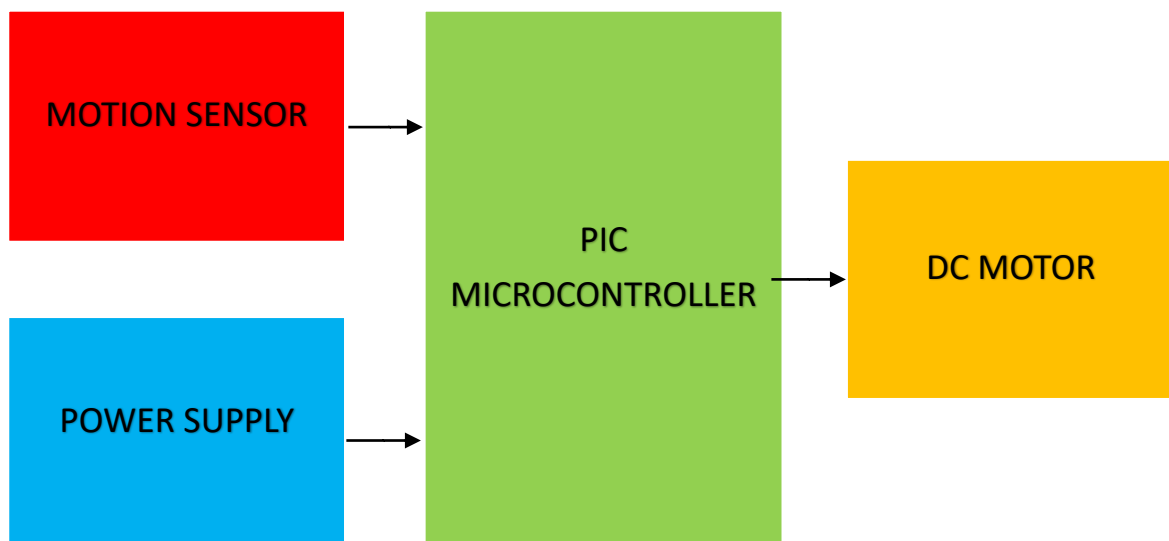 MOTION SENSOR
POWER SUPPLY
PIC
MICROCONTROLLER
DC MOTOR